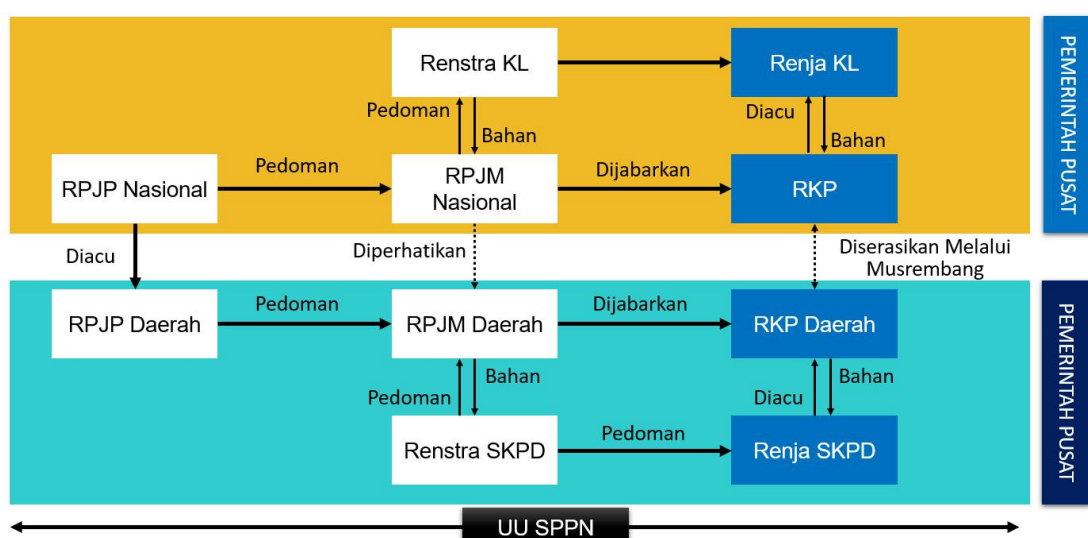 Renstra KL
Renja KL
Pedoman
Bahan
Diacu
Bahan
RPJP Nasional
Pedoman
RPJM
Nasional
Dijabarkan
RKP
PEMERINTAH PUSAT
Diacu
Diperhatikan
Diserasikan Melalui
Musrembang
RPJP Daerah
Pedoman
RPJM Daerah
Dijabarkan
RKP Daerah
Pedoman
Bahan
Diacu
Bahan
Renstra SKPD
Pedoman
Renja SKPD
PEMERINTAH PUSAT
UU SPPN